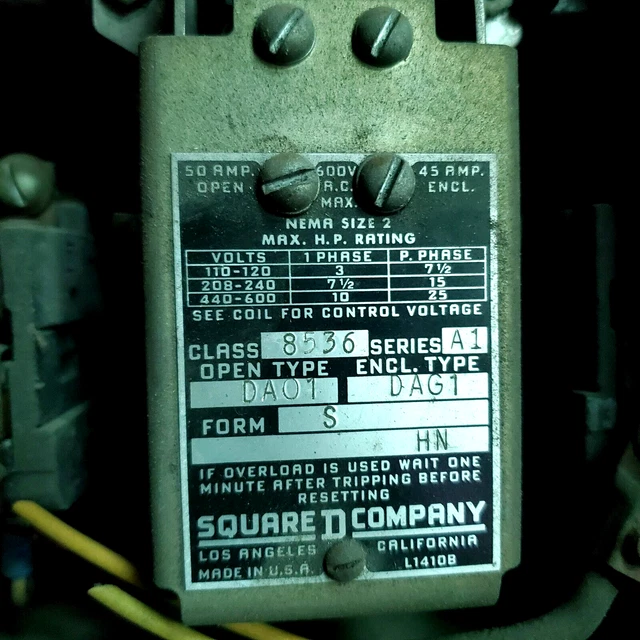 50 AMP. 600V 45 AMP.
OPEN A.C. ENCL.
MAX.
NEMA SIZE 2
MAX. H.P. RATING
VOLTS 1 PHASE P. PHASE
110-120 3 7½
208-240 7½ 15
440-600 10 25
SEE COIL FOR CONTROL VOLTAGE
CLASS 8536 SERIES A1
OPEN TYPE ENCL. TYPE
DAO1 DAG1
FORM S
HN
IF OVERLOAD IS USED WAIT ONE
MINUTE AFTER TRIPPING BEFORE
RESETTING
SQUARE D COMPANY
LOS ANGELES CALIFORNIA
MADE IN U.S.A. L1410B